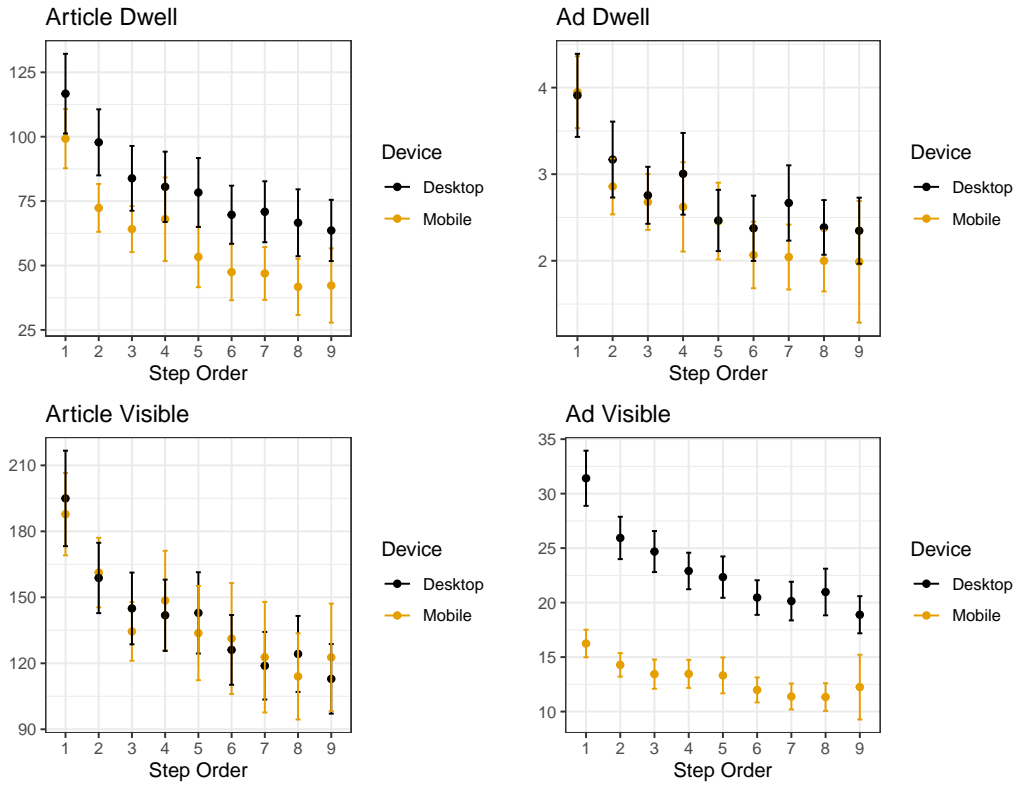 Article Dwell
125
100
75
50
25
1 2 3 4 5 6 7 8 9
Step Order
Device
Desktop
Mobile
Ad Dwell
4
3
2
1 2 3 4 5 6 7 8 9
Step Order
Device
Desktop
Mobile
Article Visible
210
180
150
120
90
1 2 3 4 5 6 7 8 9
Step Order
Device
Desktop
Mobile
Ad Visible
35
30
25
20
15
10
1 2 3 4 5 6 7 8 9
Step Order
Device
Desktop
Mobile